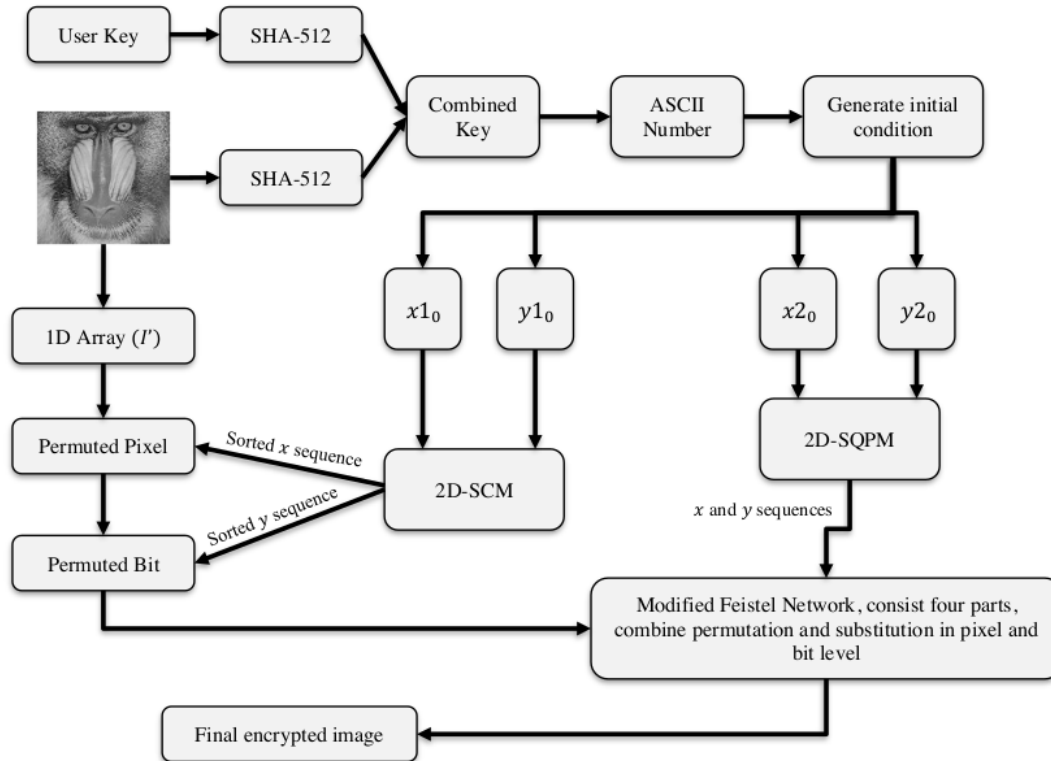 User Key
SHA-512
Combined
Key
ASCII
Number
Generate initial
condition
SHA-512
x1₀
y1₀
x2₀
y2₀
1D Array (I′)
Permuted Pixel
Sorted x sequence
2D-SCM
2D-SQPM
Sorted y sequence
x and y sequences
Permuted Bit
Modified Feistel Network, consist four parts,
combine permutation and substitution in pixel and
bit level
Final encrypted image